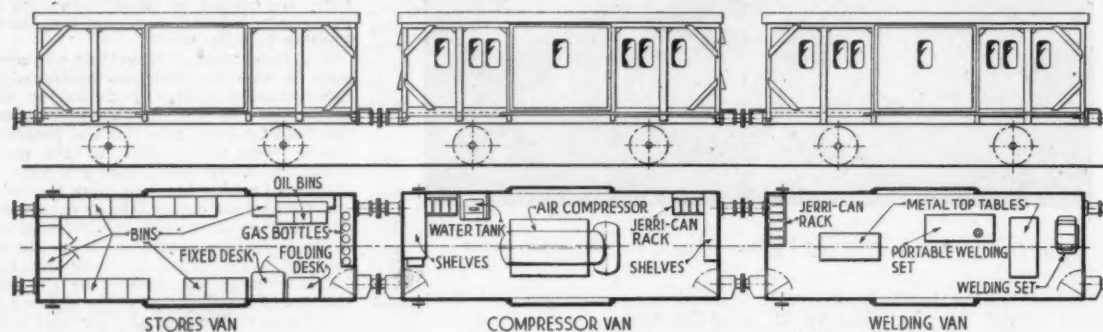 OIL BINS
BINS
GAS BOTTLES
FIXED DESK
FOLDING
DESK
STORES VAN
WATER TANK
AIR COMPRESSOR
JERRI-CAN
RACK
SHELVES
SHELVES
COMPRESSOR VAN
JERRI-CAN
RACK
METAL TOP TABLES
PORTABLE WELDING
SET
WELDING SET
WELDING VAN